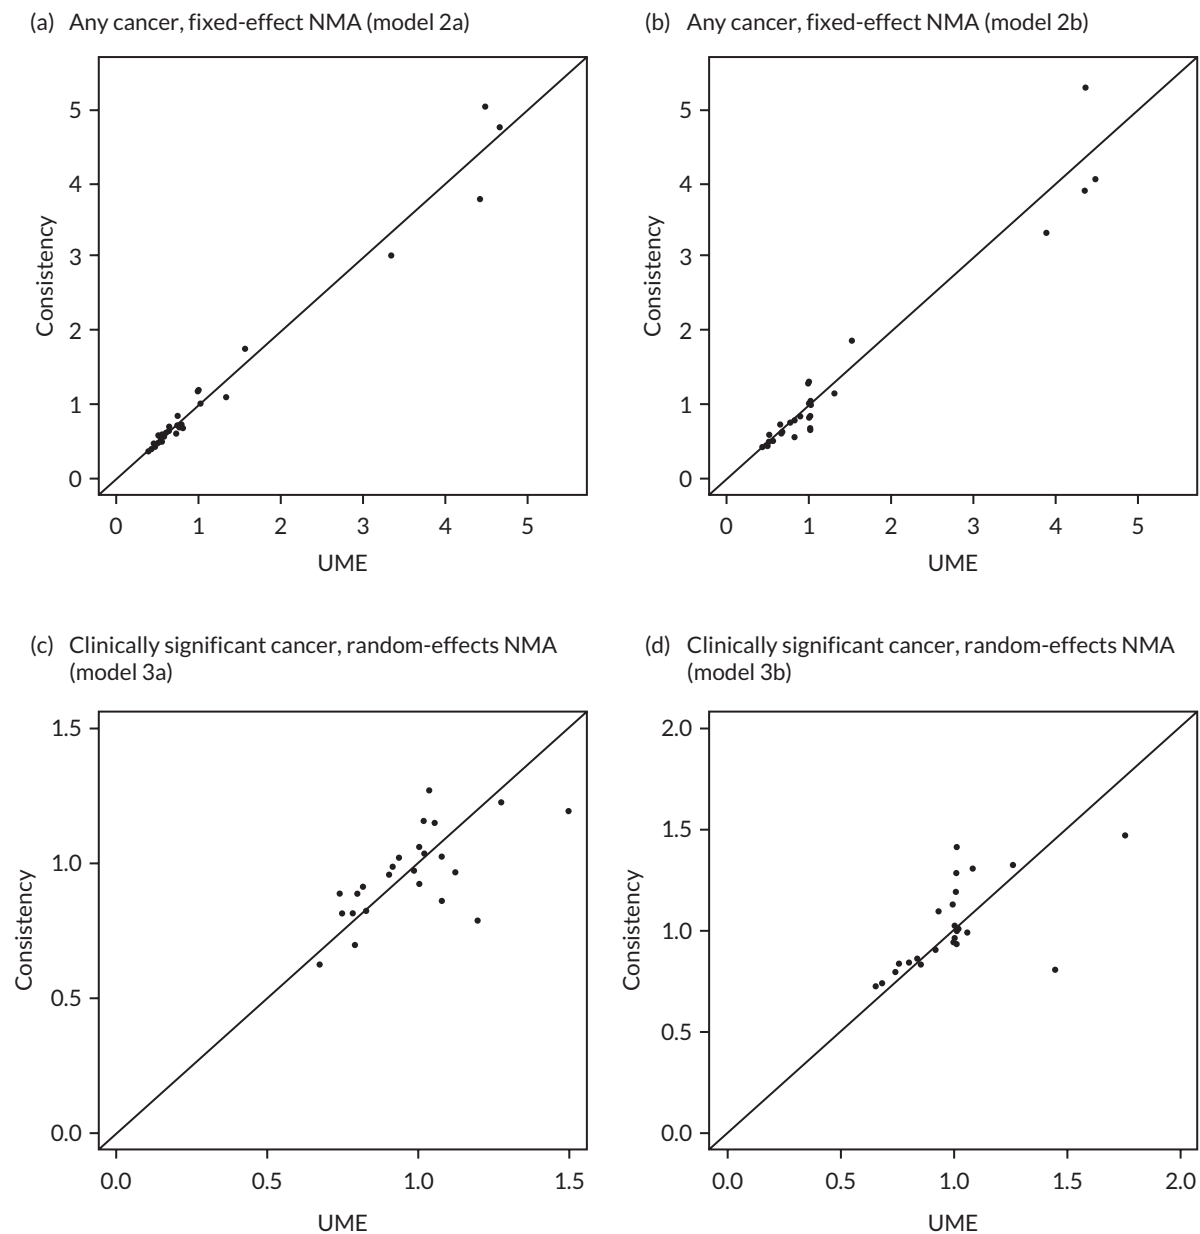 (a) Any cancer, fixed-effect NMA (model 2a)
5
4
3
2
1
0
Consistency
0 1 2 3 4 5
UME
(b) Any cancer, fixed-effect NMA (model 2b)
5
4
3
2
1
0
Consistency
0 1 2 3 4 5
UME
(c) Clinically significant cancer, random-effects NMA
(model 3a)
1.5
1.0
0.5
0.0
Consistency
0.0 0.5 1.0 1.5
UME
(d) Clinically significant cancer, random-effects NMA
(model 3b)
2.0
1.5
1.0
0.5
0.0
Consistency
0.0 0.5 1.0 1.5 2.0
UME